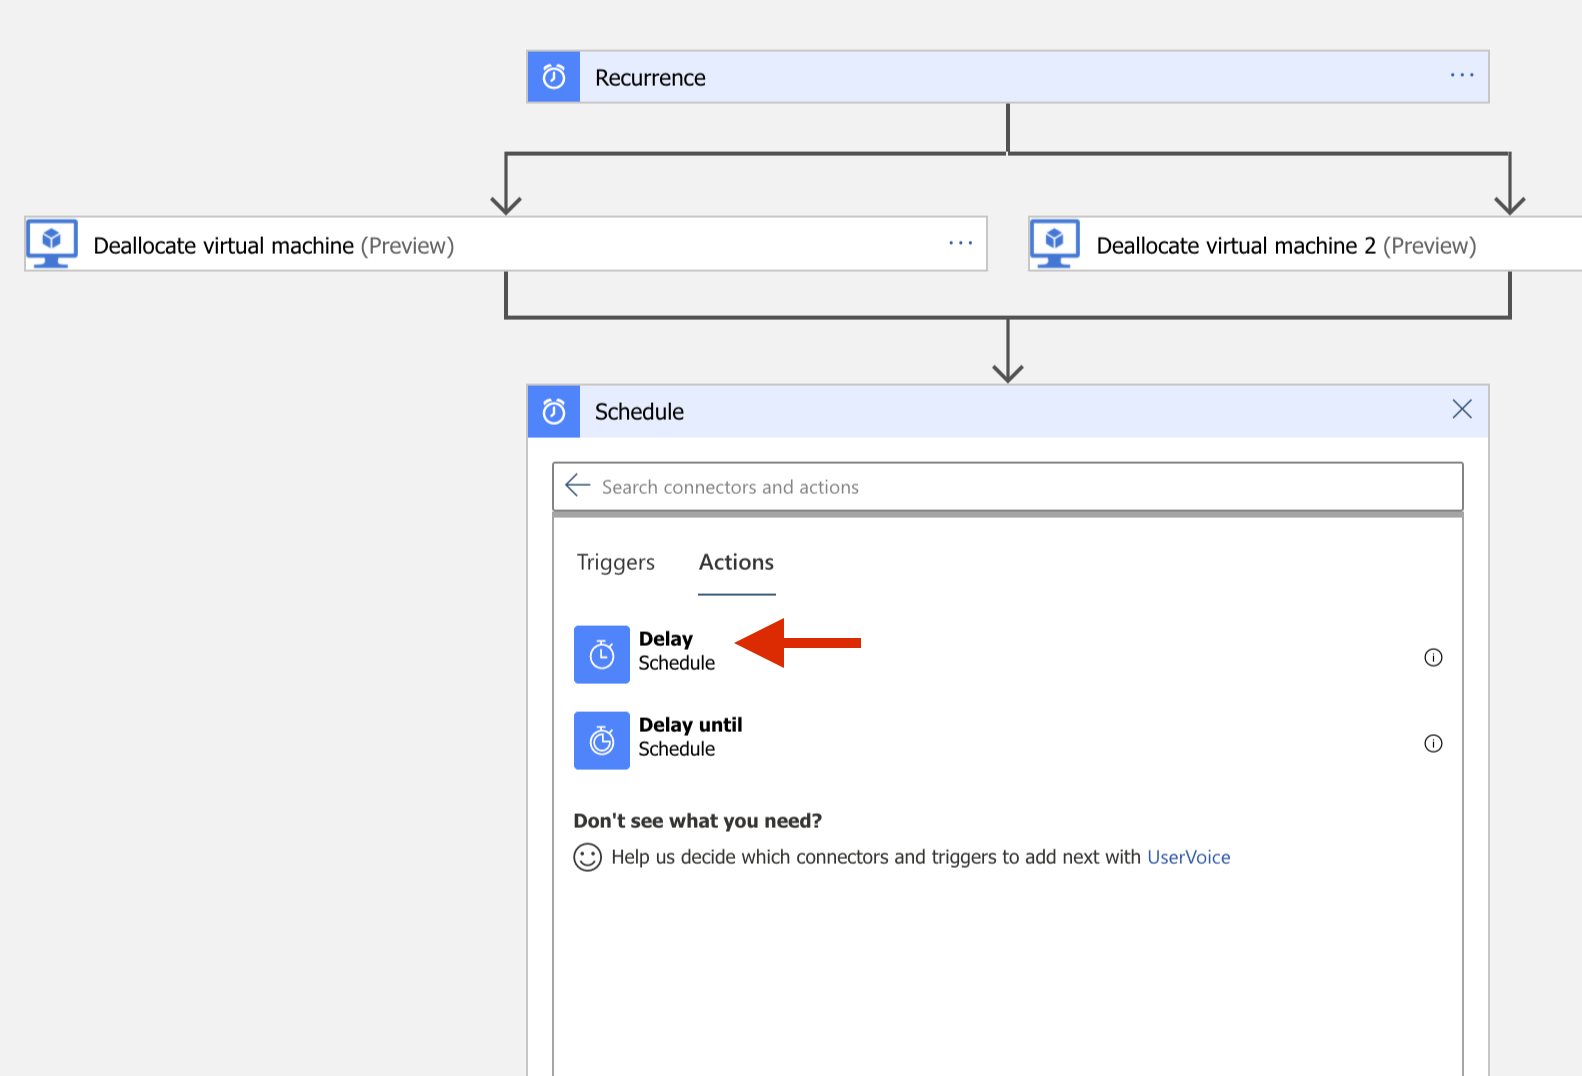 Recurrence
Deallocate virtual machine (Preview)
Deallocate virtual machine 2 (Preview)
Schedule
Search connectors and actions
Triggers
Actions
Delay
Schedule
Delay until
Schedule
Don't see what you need?
Help us decide which connectors and triggers to add next with UserVoice